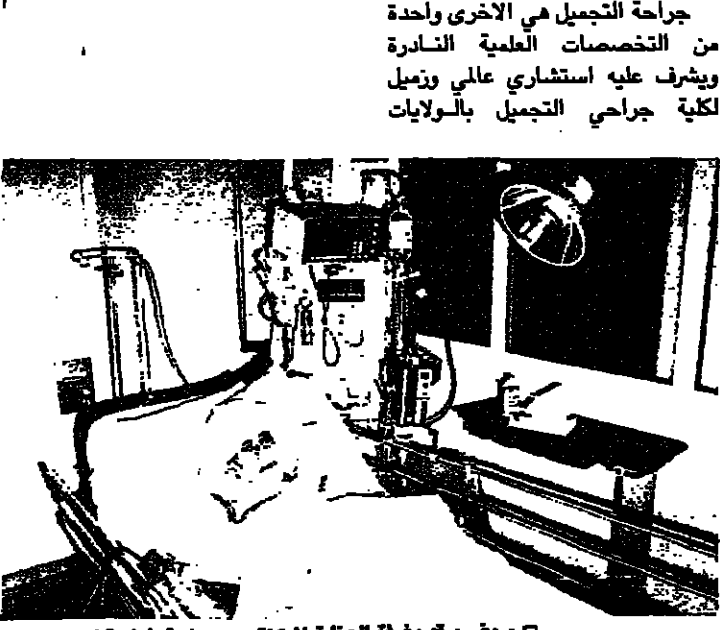 جراحة التجميل هي الاخرى واحدة
من التخصصات العلمية النادرة
ويشرف عليه استشاري عالمي وزميل
لكلية جراحي التجميل بالولايات